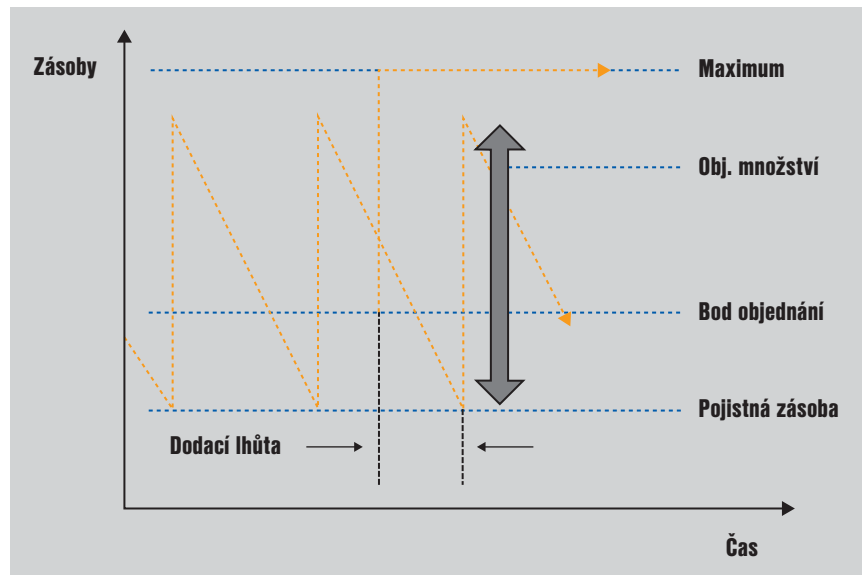 Zásoby
Maximum
Obj. množství
Bod objednání
Pojistná zásoba
Dodací lhůta
Čas